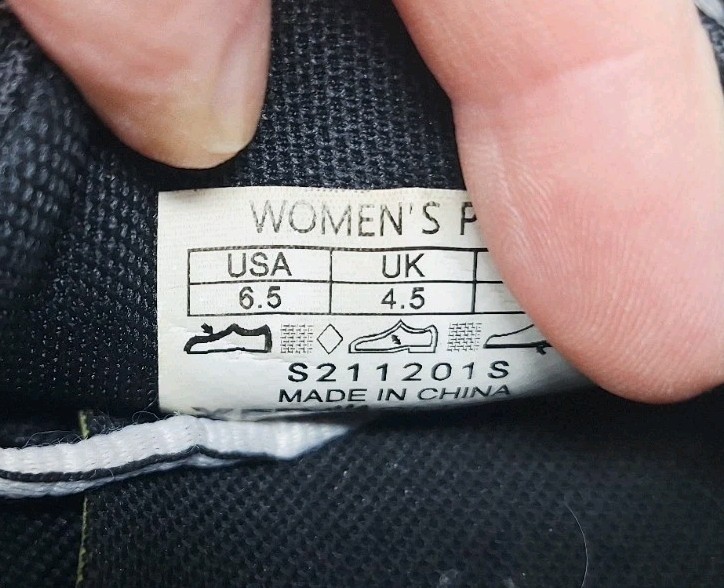 WOMEN'S
USA UK
6.5 4.5
S211201S
MADE IN CHINA